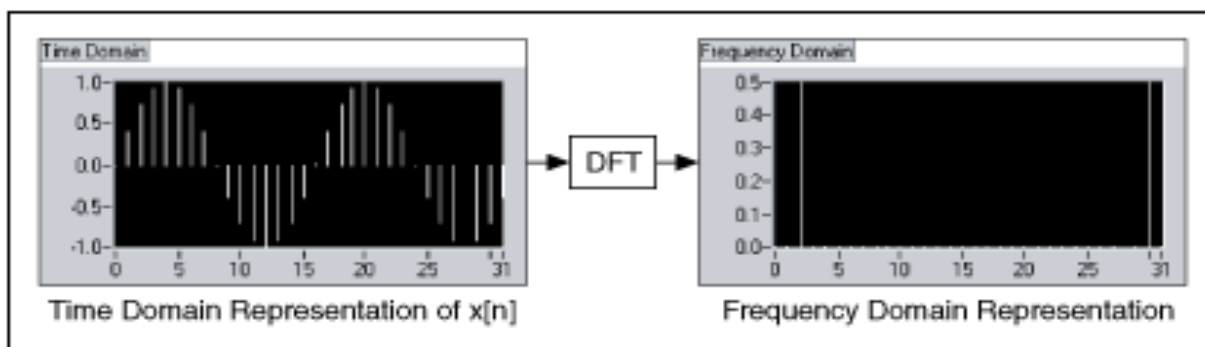 Time Domain
1.0
0.5
0.0
-0.5
-1.0
0 5 10 15 20 25 31
Time Domain Representation of x[n]
DFT
Frequency Domain
0.5
0.4
0.3
0.2
0.1
0.0
0 5 10 15 20 25 31
Frequency Domain Representation